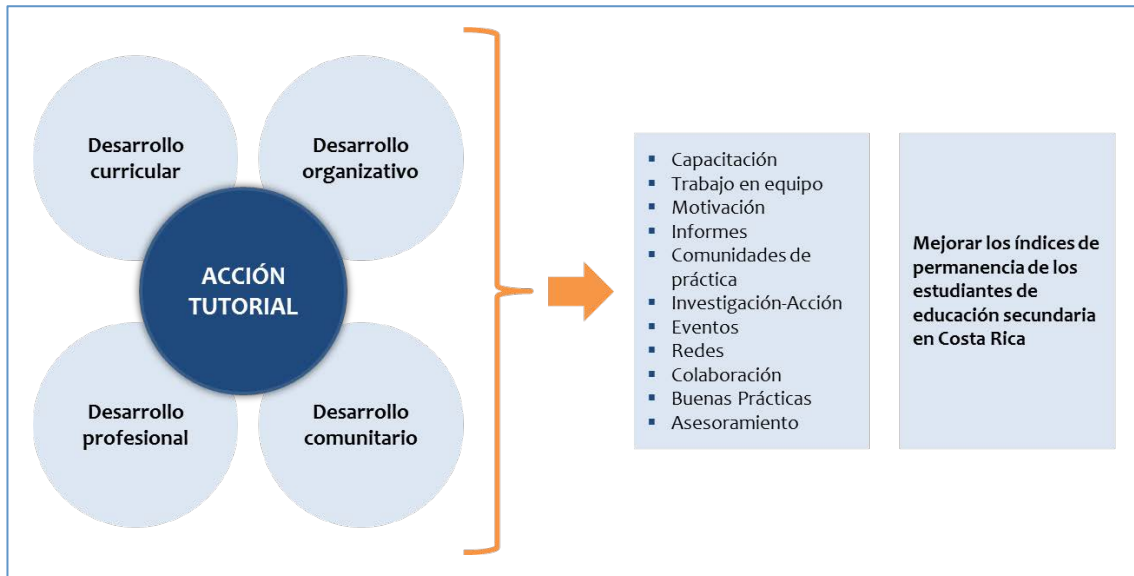 Desarrollo
curricular
Desarrollo
organizativo
ACCIÓN
TUTORIAL
Desarrollo
profesional
Desarrollo
comunitario
▪ Capacitación
▪ Trabajo en equipo
▪ Motivación
▪ Informes
▪ Comunidades de
práctica
▪ Investigación-Acción
▪ Eventos
▪ Redes
▪ Colaboración
▪ Buenas Prácticas
▪ Asesoramiento
Mejorar los índices de
permanencia de los
estudiantes de
educación secundaria
en Costa Rica